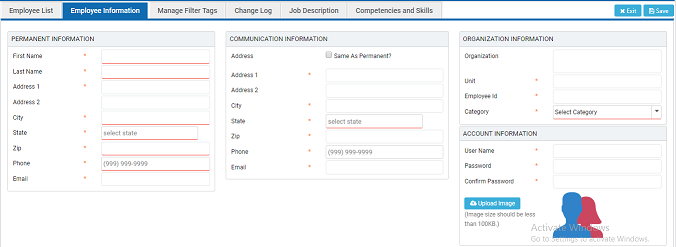 Employee List Employee Information Manage Filter Tags Change Log Job Description Competencies and Skills
Exit Save
PERMANENT INFORMATION
First Name *
Last Name *
Address 1 *
Address 2
City *
State * select state
Zip *
Phone * (999) 999-9999
Email *
COMMUNICATION INFORMATION
Address Same As Permanent?
Address 1 *
Address 2
City *
State * select state
Zip *
Phone * (999) 999-9999
Email *
ORGANIZATION INFORMATION
Organization
Unit *
Employee Id *
Category * Select Category
ACCOUNT INFORMATION
User Name *
Password *
Confirm Password *
Upload Image
(Image size should be less
than 100KB.)
Activate Windows
Go to Settings to activate Windows.